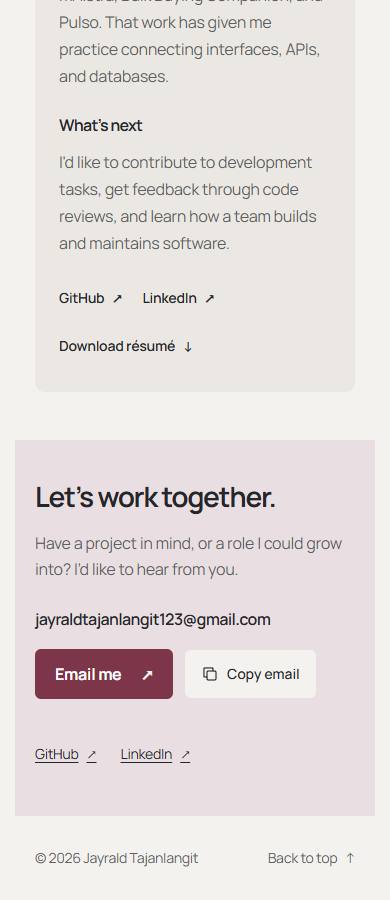 Pulso. That work has given me
practice connecting interfaces, APIs,
and databases.
What's next
I'd like to contribute to development
tasks, get feedback through code
reviews, and learn how a team builds
and maintains software.
GitHub ↗ LinkedIn ↗
Download résumé ↓
Let's work together.
Have a project in mind, or a role I could grow
into? I'd like to hear from you.
jayraldtajanlangit123@gmail.com
Email me ↗ Copy email
GitHub ↗ LinkedIn ↗
© 2026 Jayrald Tajanlangit Back to top ↑